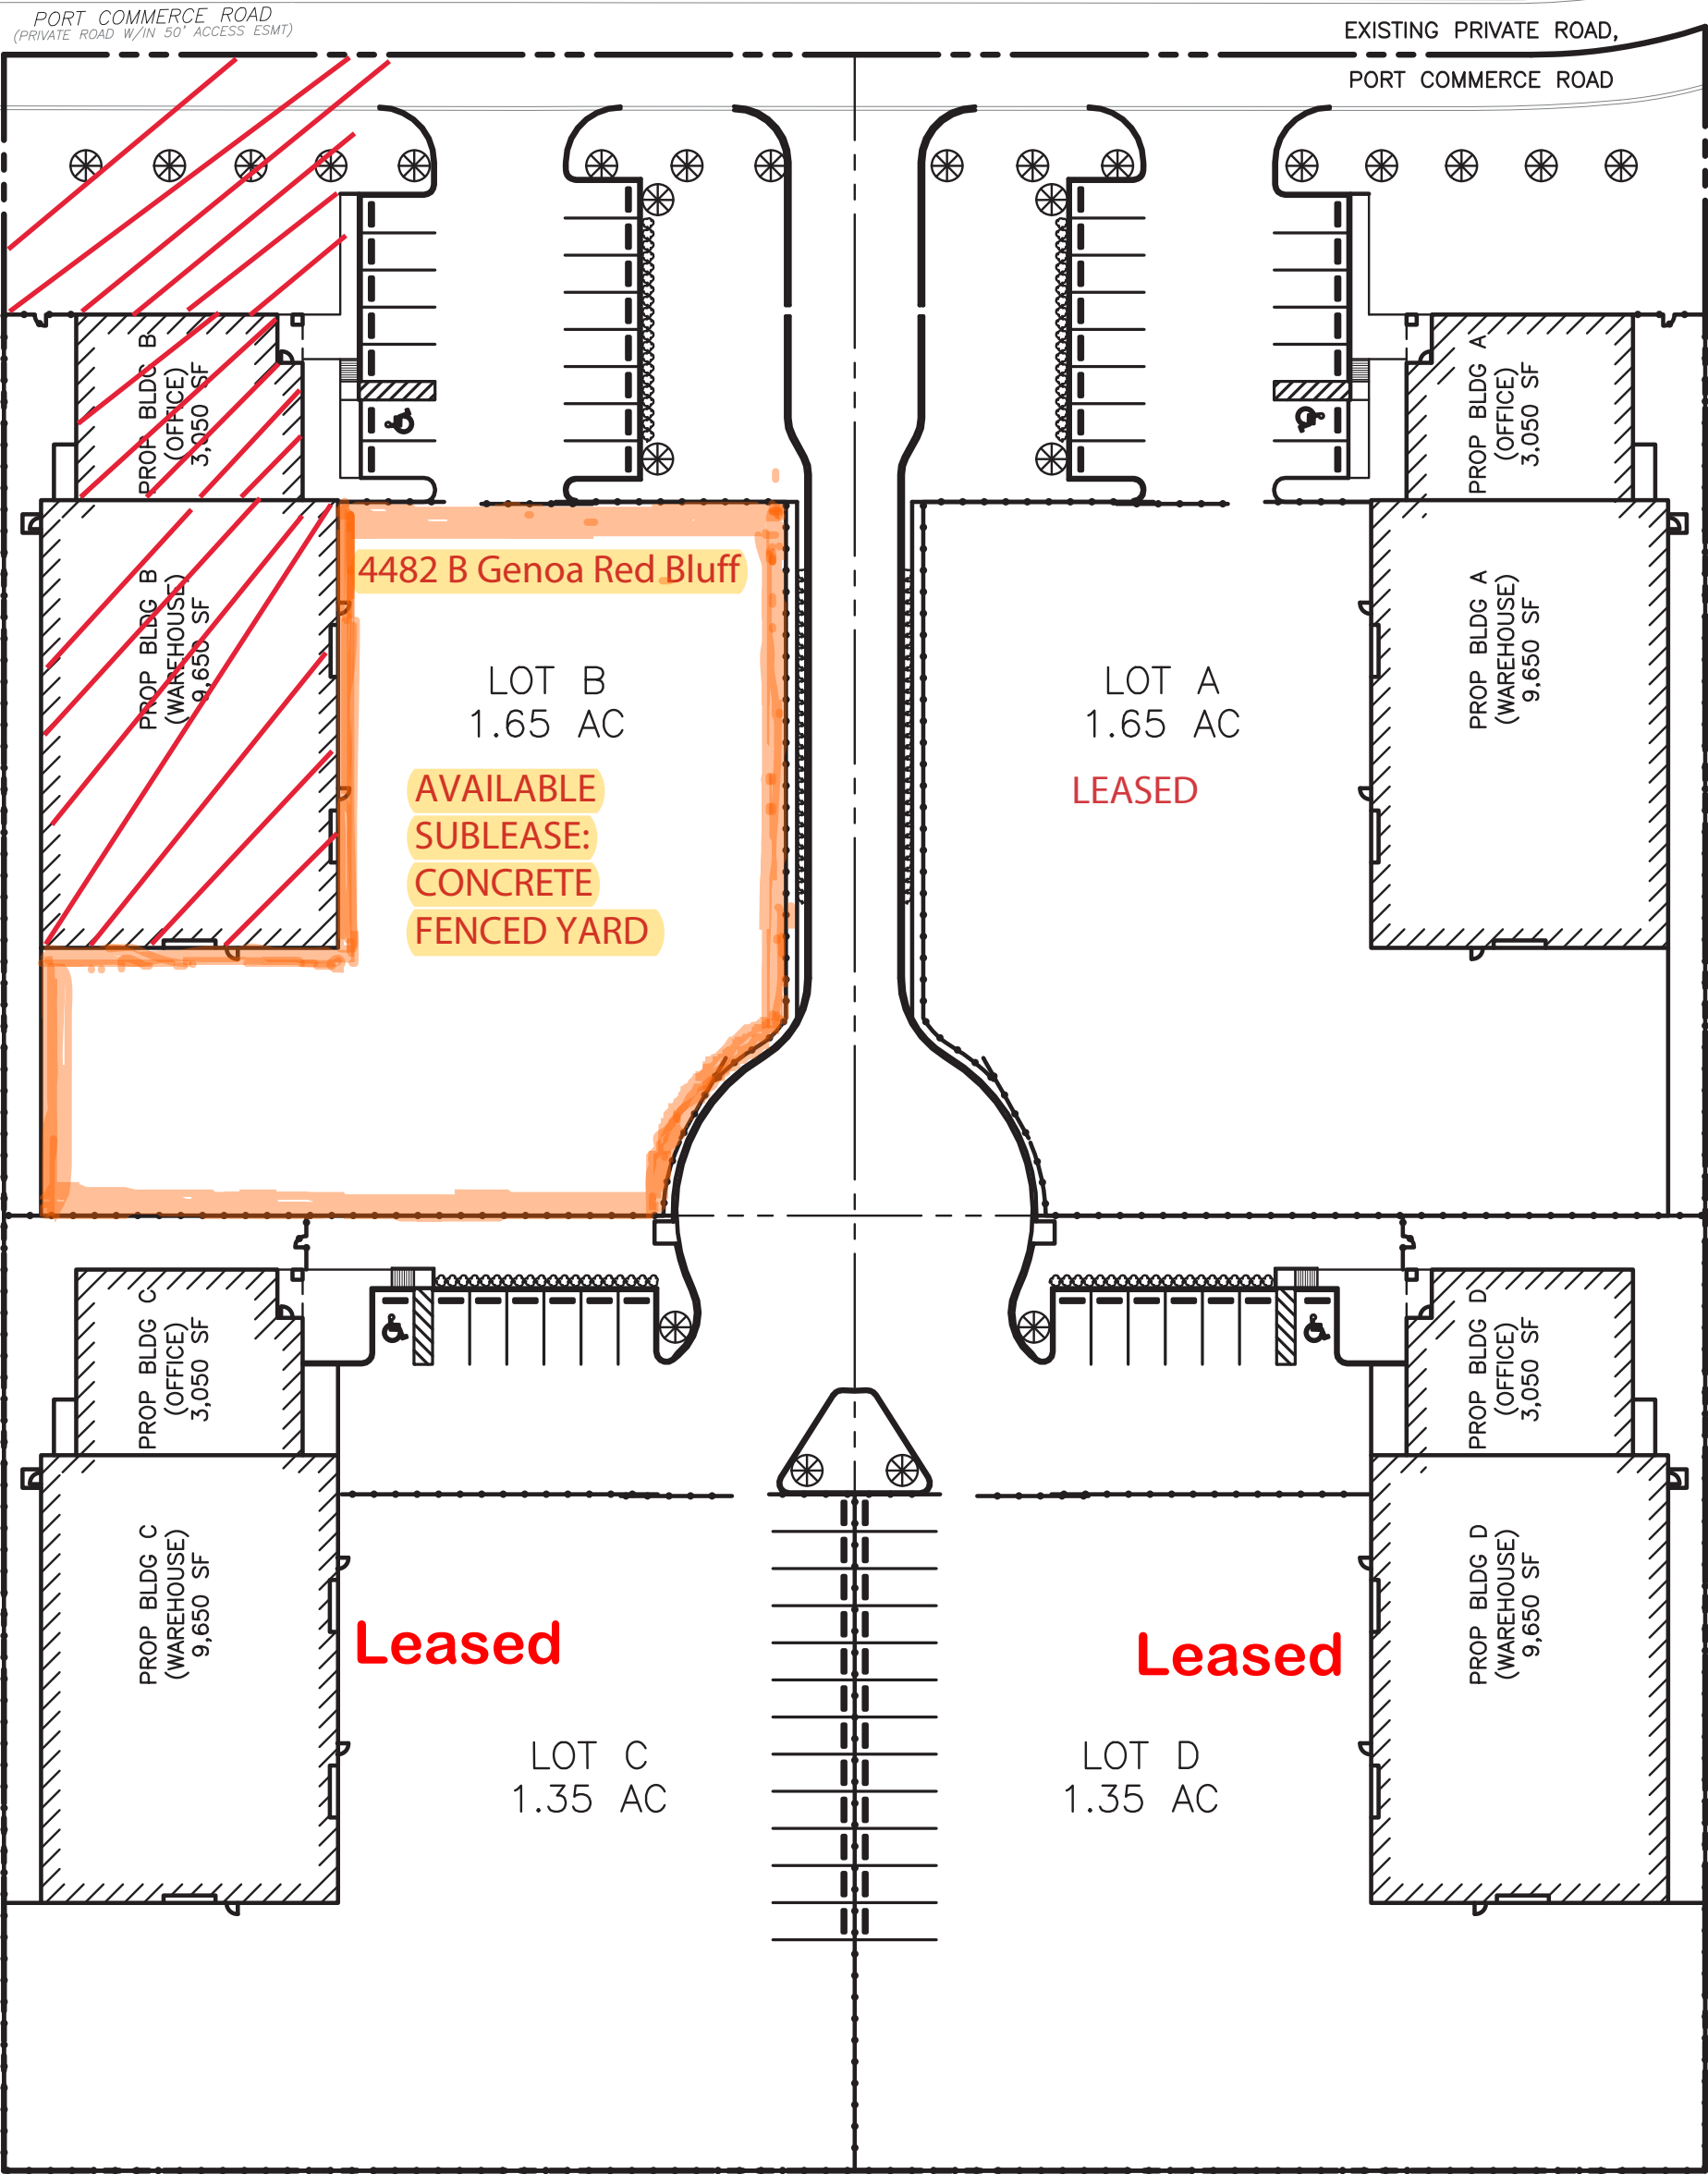 PORT COMMERCE ROAD
(PRIVATE ROAD W/IN 50' ACCESS ESMT)
EXISTING PRIVATE ROAD,
PORT COMMERCE ROAD
PROP BLDG B
(OFFICE)
3,050 SF
PROP BLDG A
(OFFICE)
3,050 SF
4482 B Genoa Red Bluff
PROP BLDG B
(WAREHOUSE)
9,650 SF
LOT B
1.65 AC
AVAILABLE
SUBLEASE:
CONCRETE
FENCED YARD
LOT A
1.65 AC
LEASED
PROP BLDG A
(WAREHOUSE)
9,650 SF
PROP BLDG C
(OFFICE)
3,050 SF
PROP BLDG D
(OFFICE)
3,050 SF
PROP BLDG C
(WAREHOUSE)
9,650 SF
Leased
LOT C
1.35 AC
Leased
LOT D
1.35 AC
PROP BLDG D
(WAREHOUSE)
9,650 SF